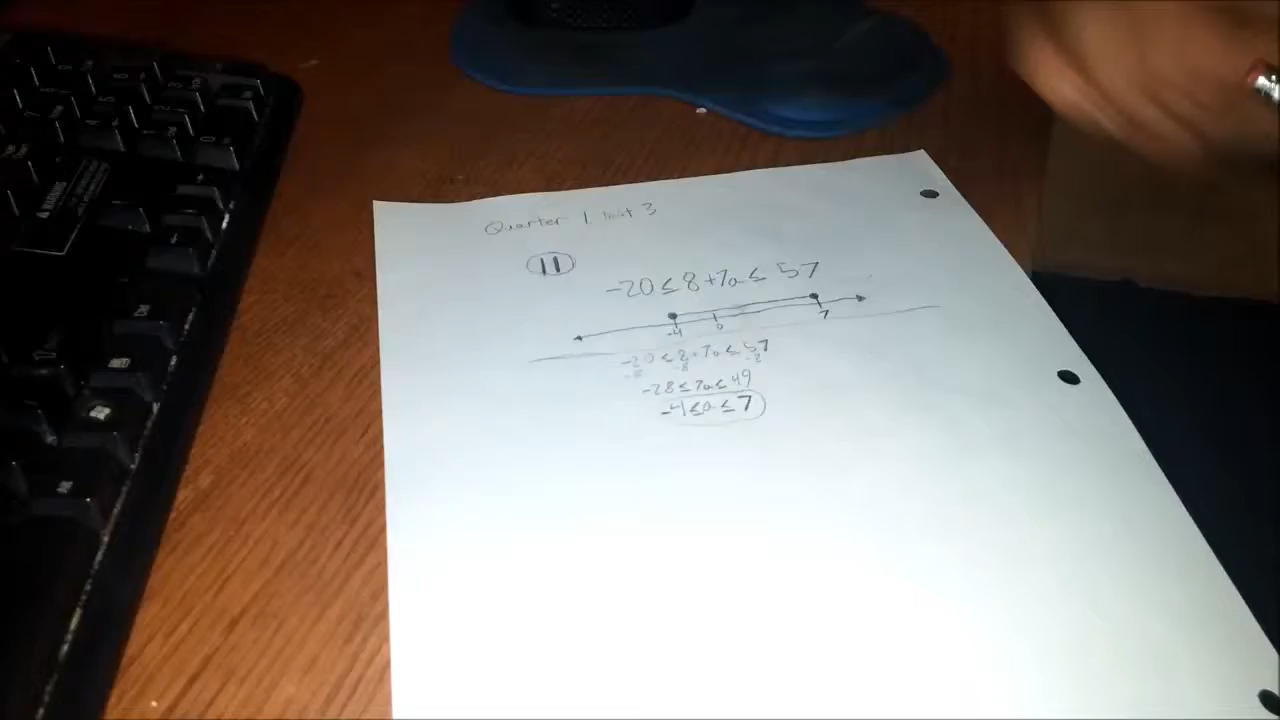 Quarter 1 Unit 3
11
-20 ≤ 8 + 7a ≤ 57
-4 0 7
-20 ≤ 8 + 7a ≤ 57
-8 -8 -8
-28 ≤ 7a ≤ 49
-4 ≤ a ≤ 7
WARNING